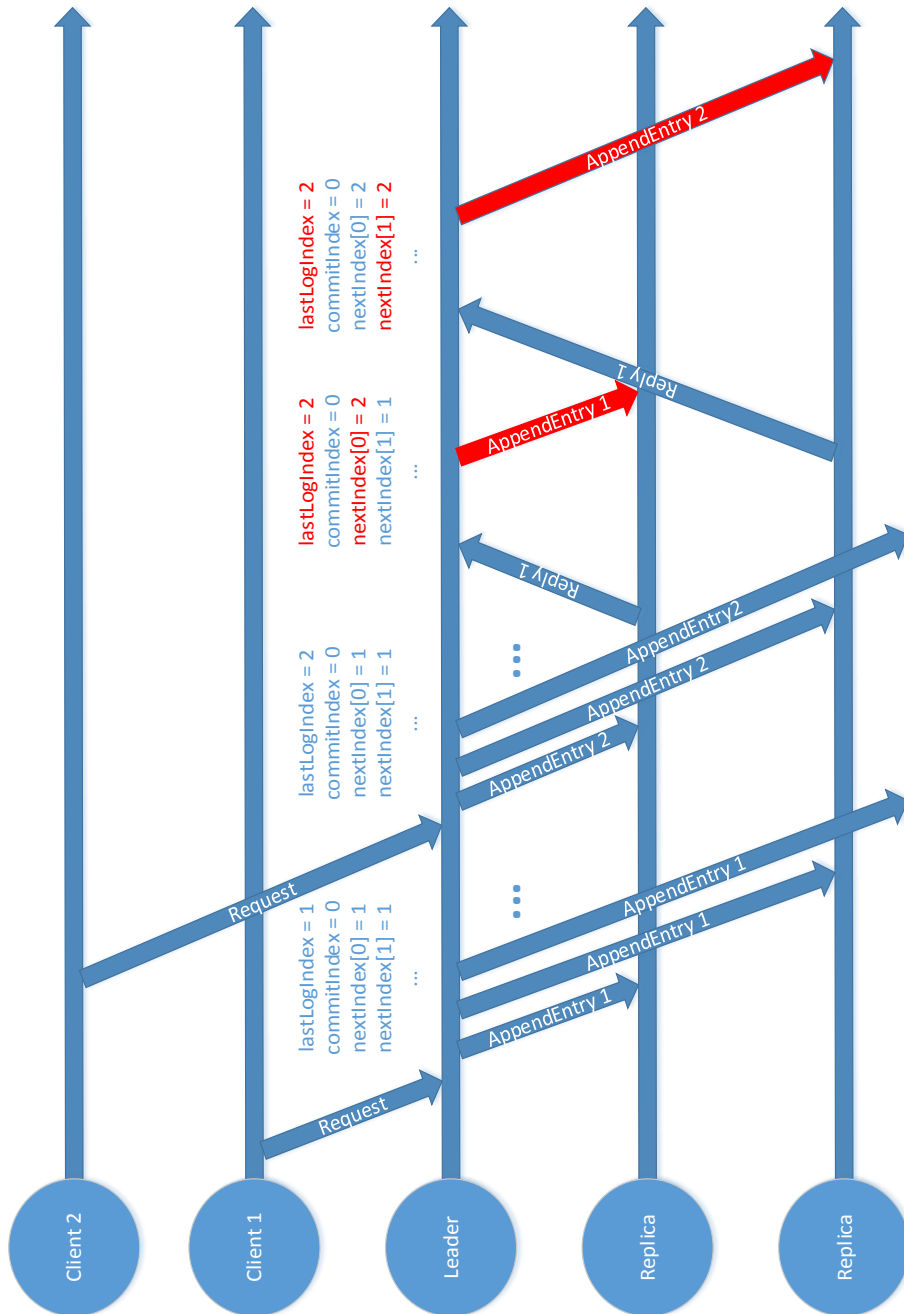 Client 2
Request
Client 1
Request
lastLogIndex = 1
commitIndex = 0
nextIndex[0] = 1
nextIndex[1] = 1
...
lastLogIndex = 2
commitIndex = 0
nextIndex[0] = 1
nextIndex[1] = 1
...
lastLogIndex = 2
commitIndex = 0
nextIndex[0] = 2
nextIndex[1] = 1
...
lastLogIndex = 2
commitIndex = 0
nextIndex[0] = 2
nextIndex[1] = 2
...
Leader
AppendEntry 1
AppendEntry 1
AppendEntry 1
...
AppendEntry 2
AppendEntry 2
AppendEntry2
...
Reply 1
AppendEntry 1
Reply 1
AppendEntry 2
Replica
Replica